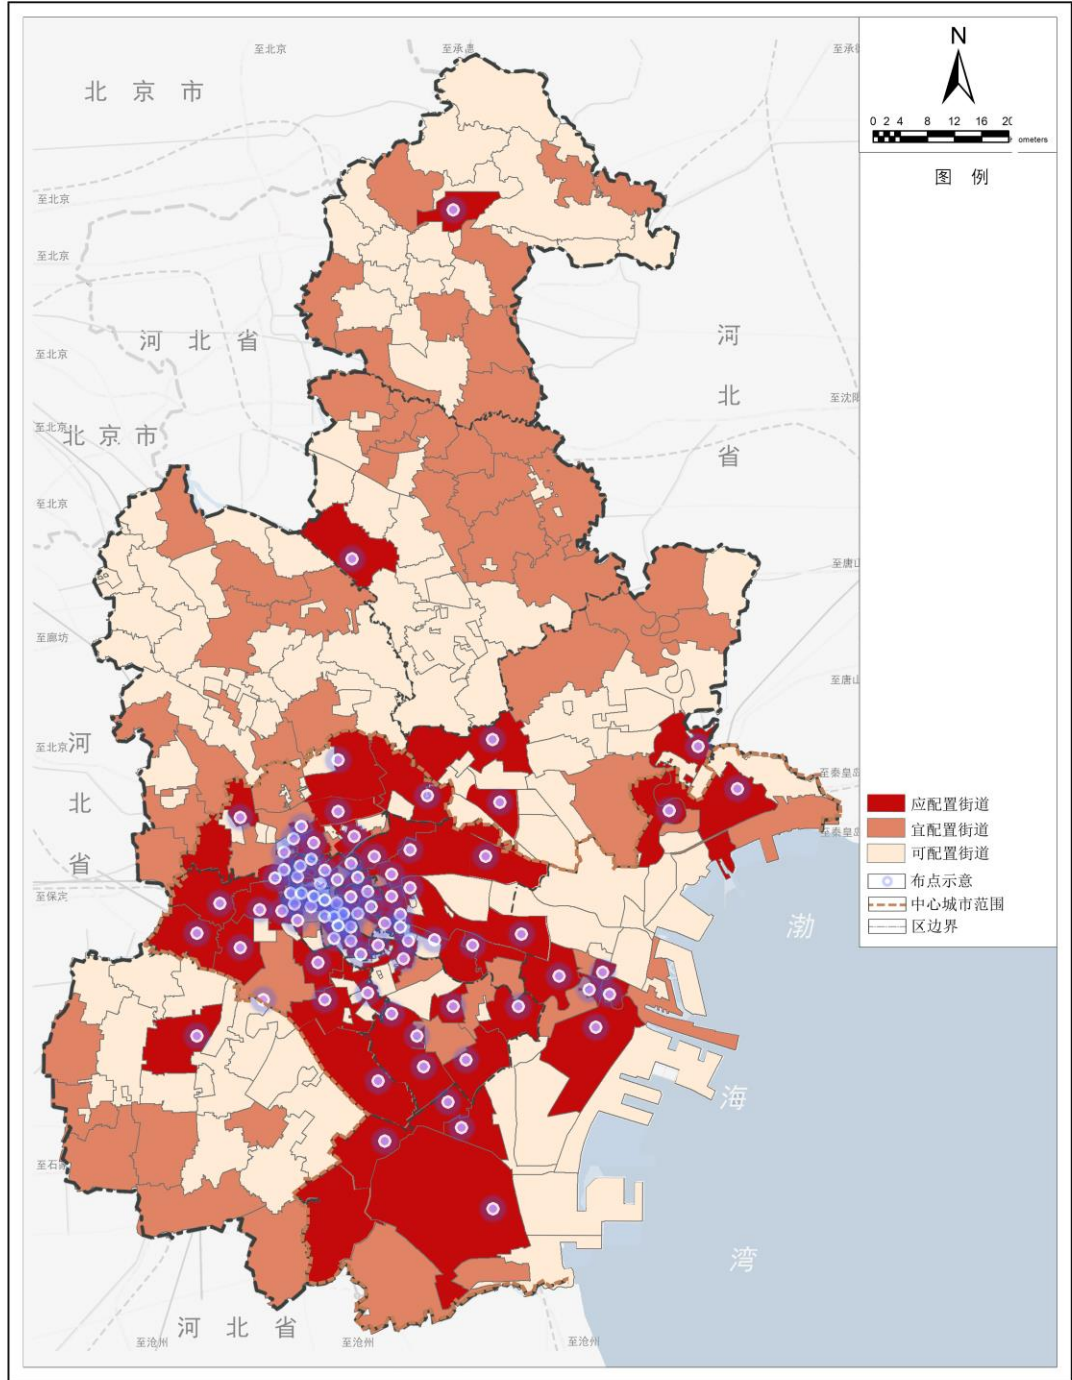 至北京
至承德
至承德
N
北京市
0 2 4 8 12 16 20
ometers
图 例
至北京
至北京
河北省
河北省
至北京
至沈阳
至北京
北京市
至北京
至唐山
至廊坊
至唐山
至北京
河北省
至秦皇岛
应配置街道
宜配置街道
至秦皇岛
可配置街道
布点示意
至保定
中心城市范围
渤
区边界
海
至石家
湾
河北省
至沧州
至沧州
至沧州